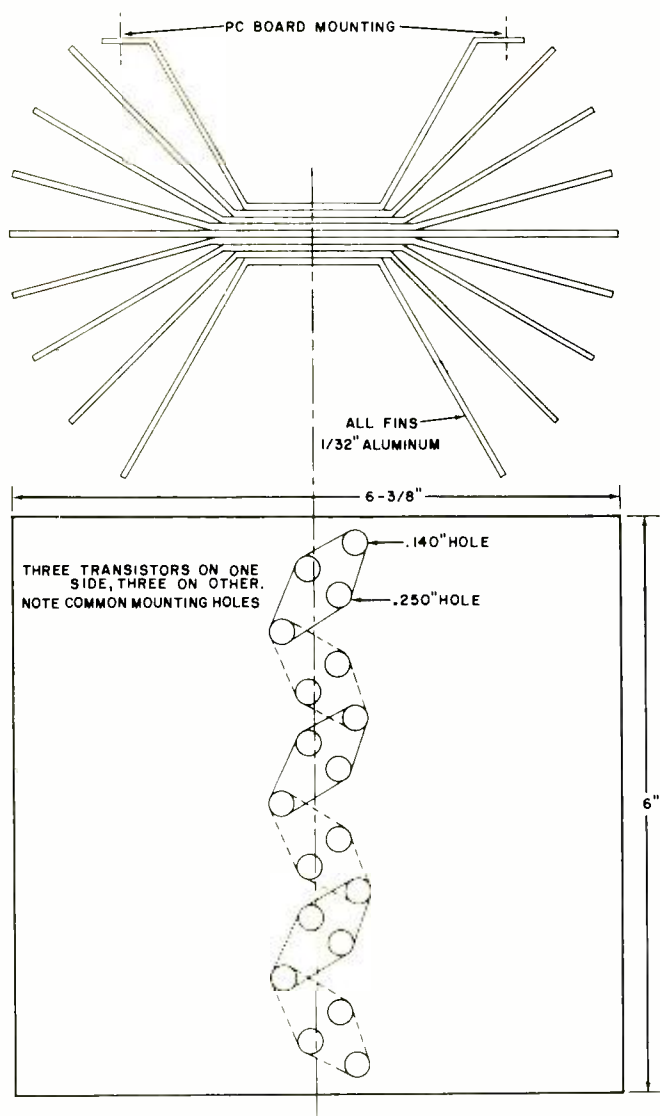 PC BOARD MOUNTING
ALL FINS
1/32" ALUMINUM
6-3/8"
THREE TRANSISTORS ON ONE
SIDE, THREE ON OTHER.
NOTE COMMON MOUNTING HOLES
.140" HOLE
.250" HOLE
6"